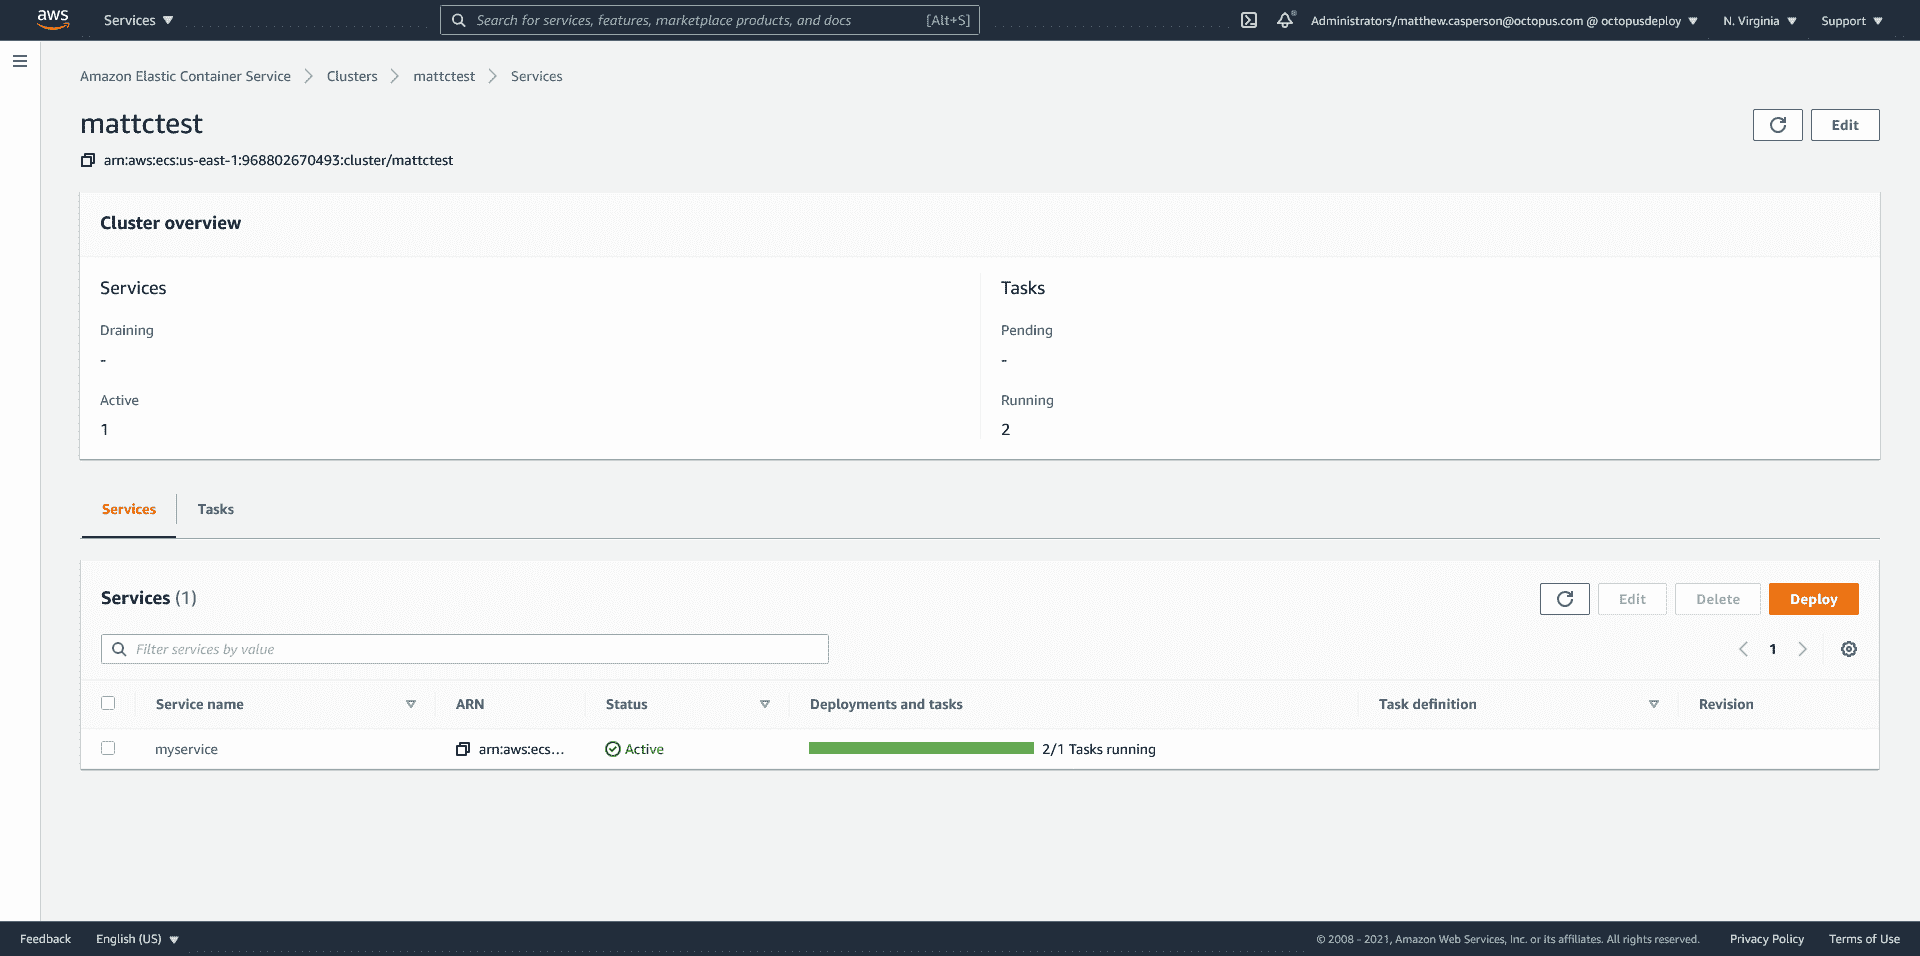 aws Services Search for services, features, marketplace products, and docs [Alt+S] Administrators/matthew.casperson@octopus.com @ octopusdeploy N. Virginia Support
Amazon Elastic Container Service Clusters mattctest Services
mattctest
Edit
arn:aws:ecs:us-east-1:968802670493:cluster/mattctest
Cluster overview
Services Tasks
Draining Pending
- -
Active Running
1 2
Services Tasks
Services (1) Edit Delete Deploy
Filter services by value 1
Service name ARN Status Deployments and tasks Task definition Revision
myservice arn:aws:ecs... Active 2/1 Tasks running
Feedback English (US) © 2008 - 2021, Amazon Web Services, Inc. or its affiliates. All rights reserved. Privacy Policy Terms of Use